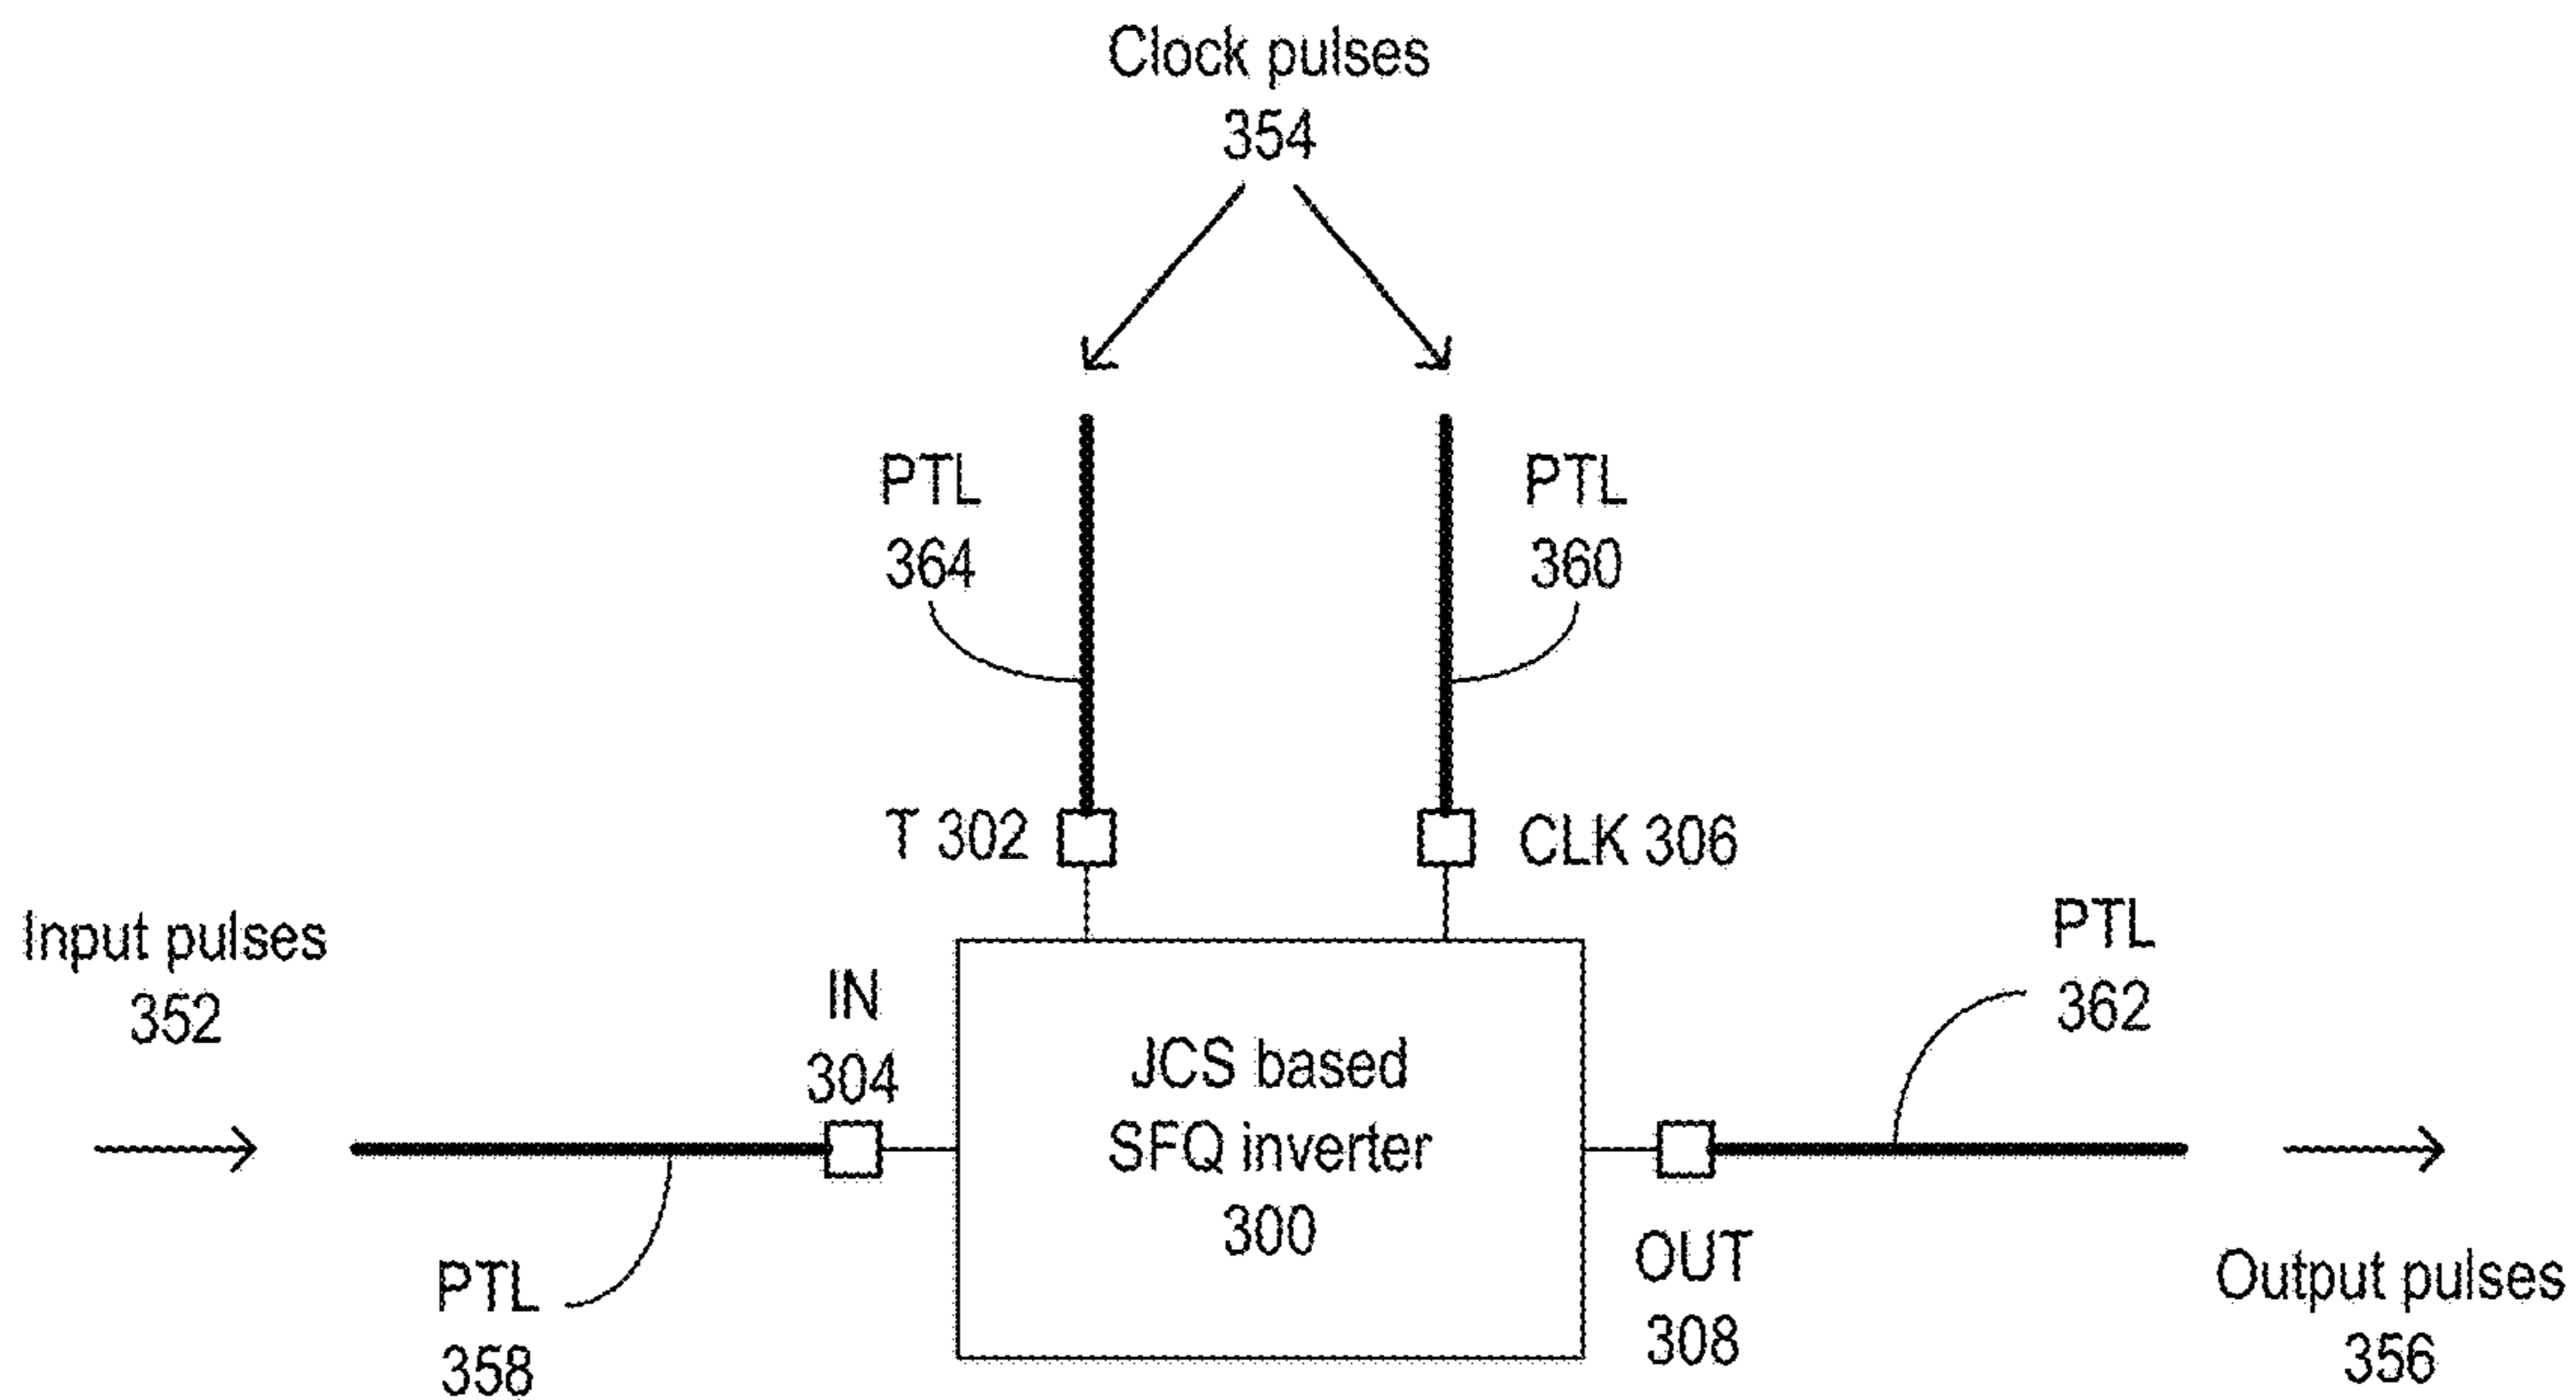 Clock pulses
354
PTL
364
PTL
360
T 302
CLK 306
Input pulses
352
IN
304
PTL
358
JCS based
SFQ inverter
300
PTL
362
OUT
308
Output pulses
356